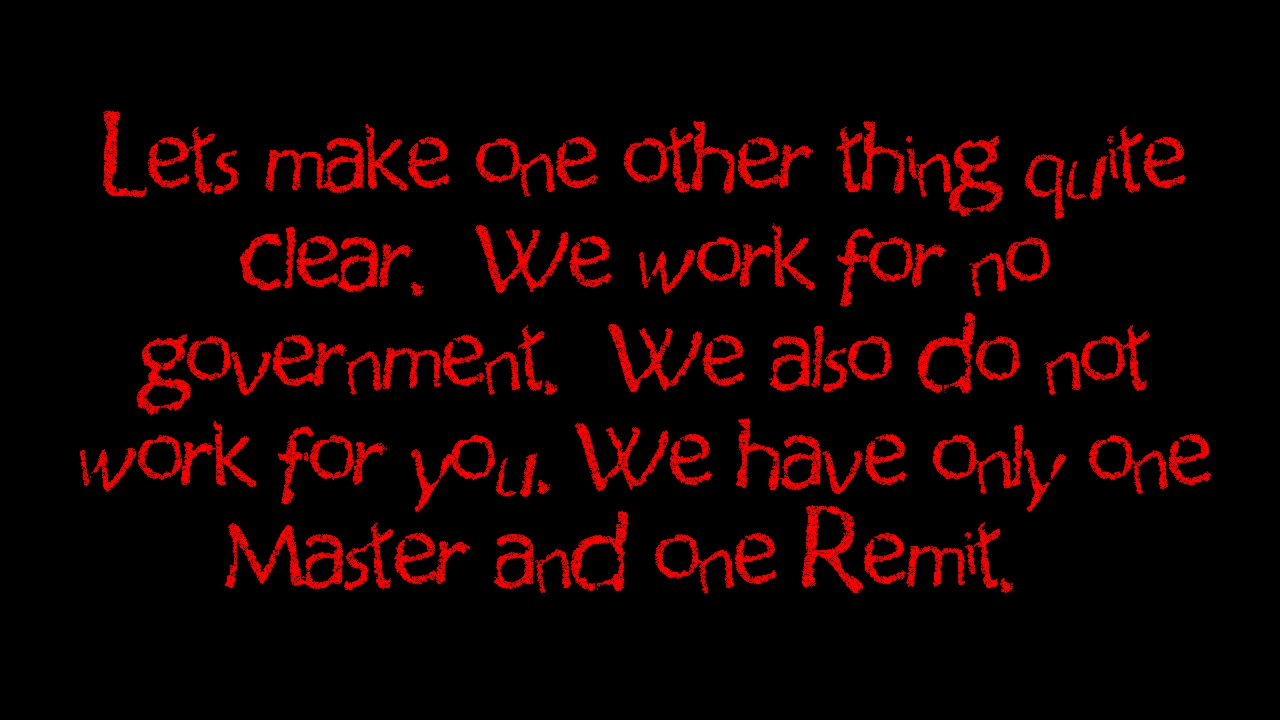 Lets make one other thing quite
clear. We work for no
government. We also do not
work for you. We have only one
Master and one Remit.